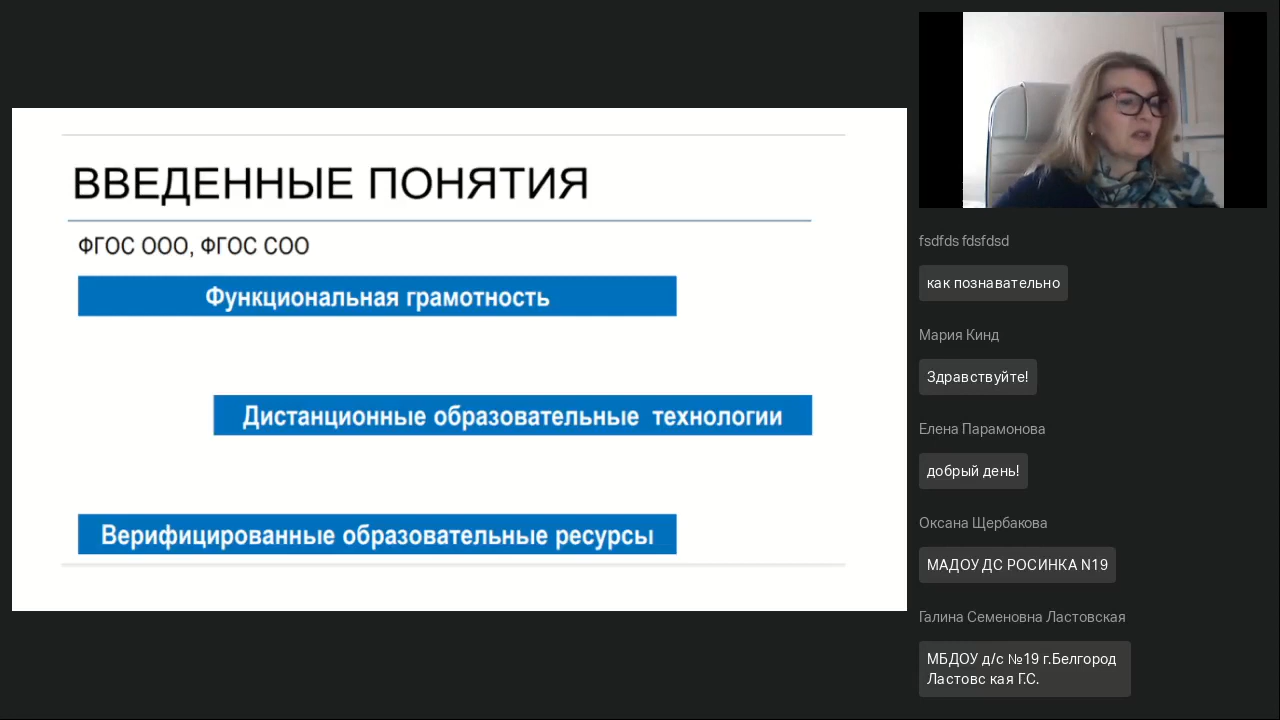 ВВЕДЕННЫЕ ПОНЯТИЯ
ФГОС ООО, ФГОС СОО
Функциональная грамотность
Дистанционные образовательные технологии
Верифицированные образовательные ресурсы
fsdfds fdsfdsd
как познавательно
Мария Кинд
Здравствуйте!
Елена Парамонова
добрый день!
Оксана Щербакова
МАДОУ ДС РОСИНКА N19
Галина Семеновна Ластовская
МБДОУ д/с №19 г.Белгород
Ластовс кая Г.С.